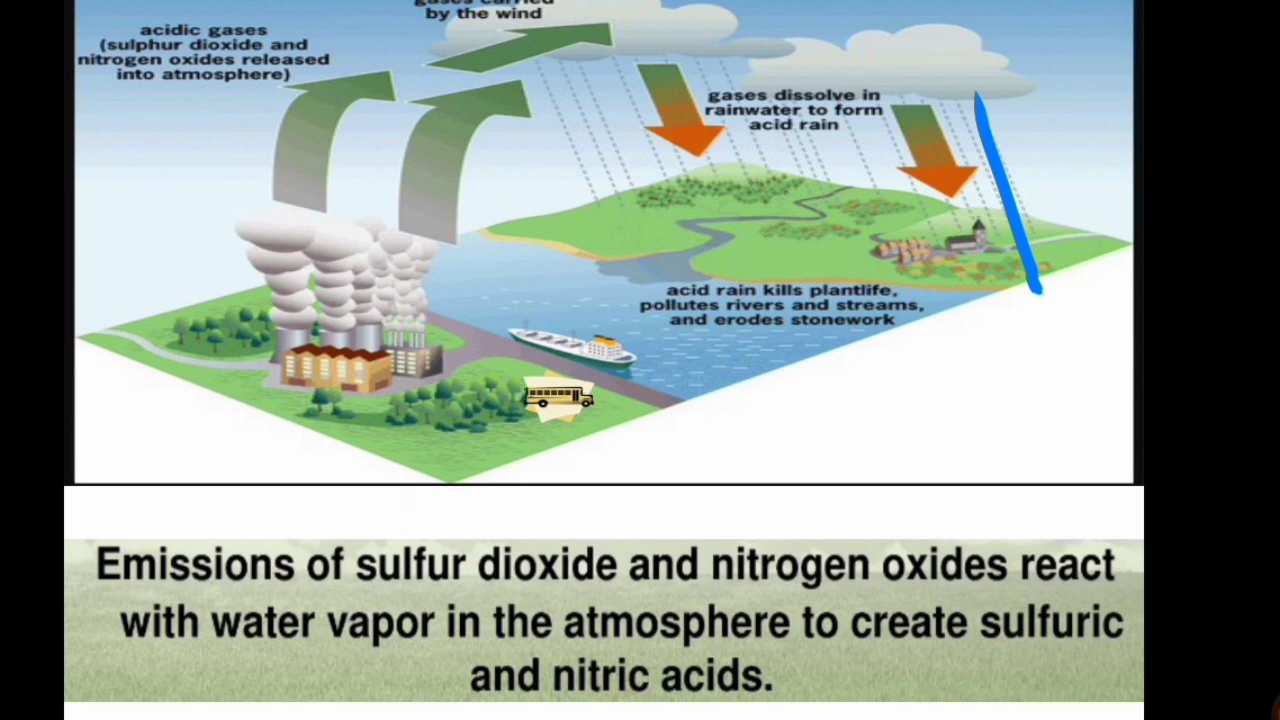 gases carried
by the wind
acidic gases
(sulphur dioxide and
nitrogen oxides released
into atmosphere)
gases dissolve in
rainwater to form
acid rain
acid rain kills plantlife,
pollutes rivers and streams,
and erodes stonework
Emissions of sulfur dioxide and nitrogen oxides react
with water vapor in the atmosphere to create sulfuric
and nitric acids.